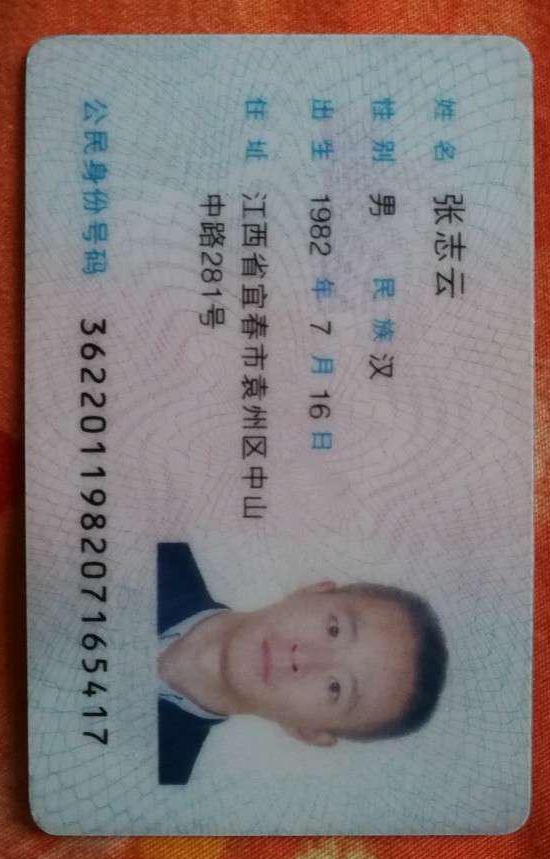 姓名 张志云
性别 男 民族 汉
出生 1982 年 7 月 16 日
住址 江西省宜春市袁州区中山
中路281号
公民身份号码 362201198207165417